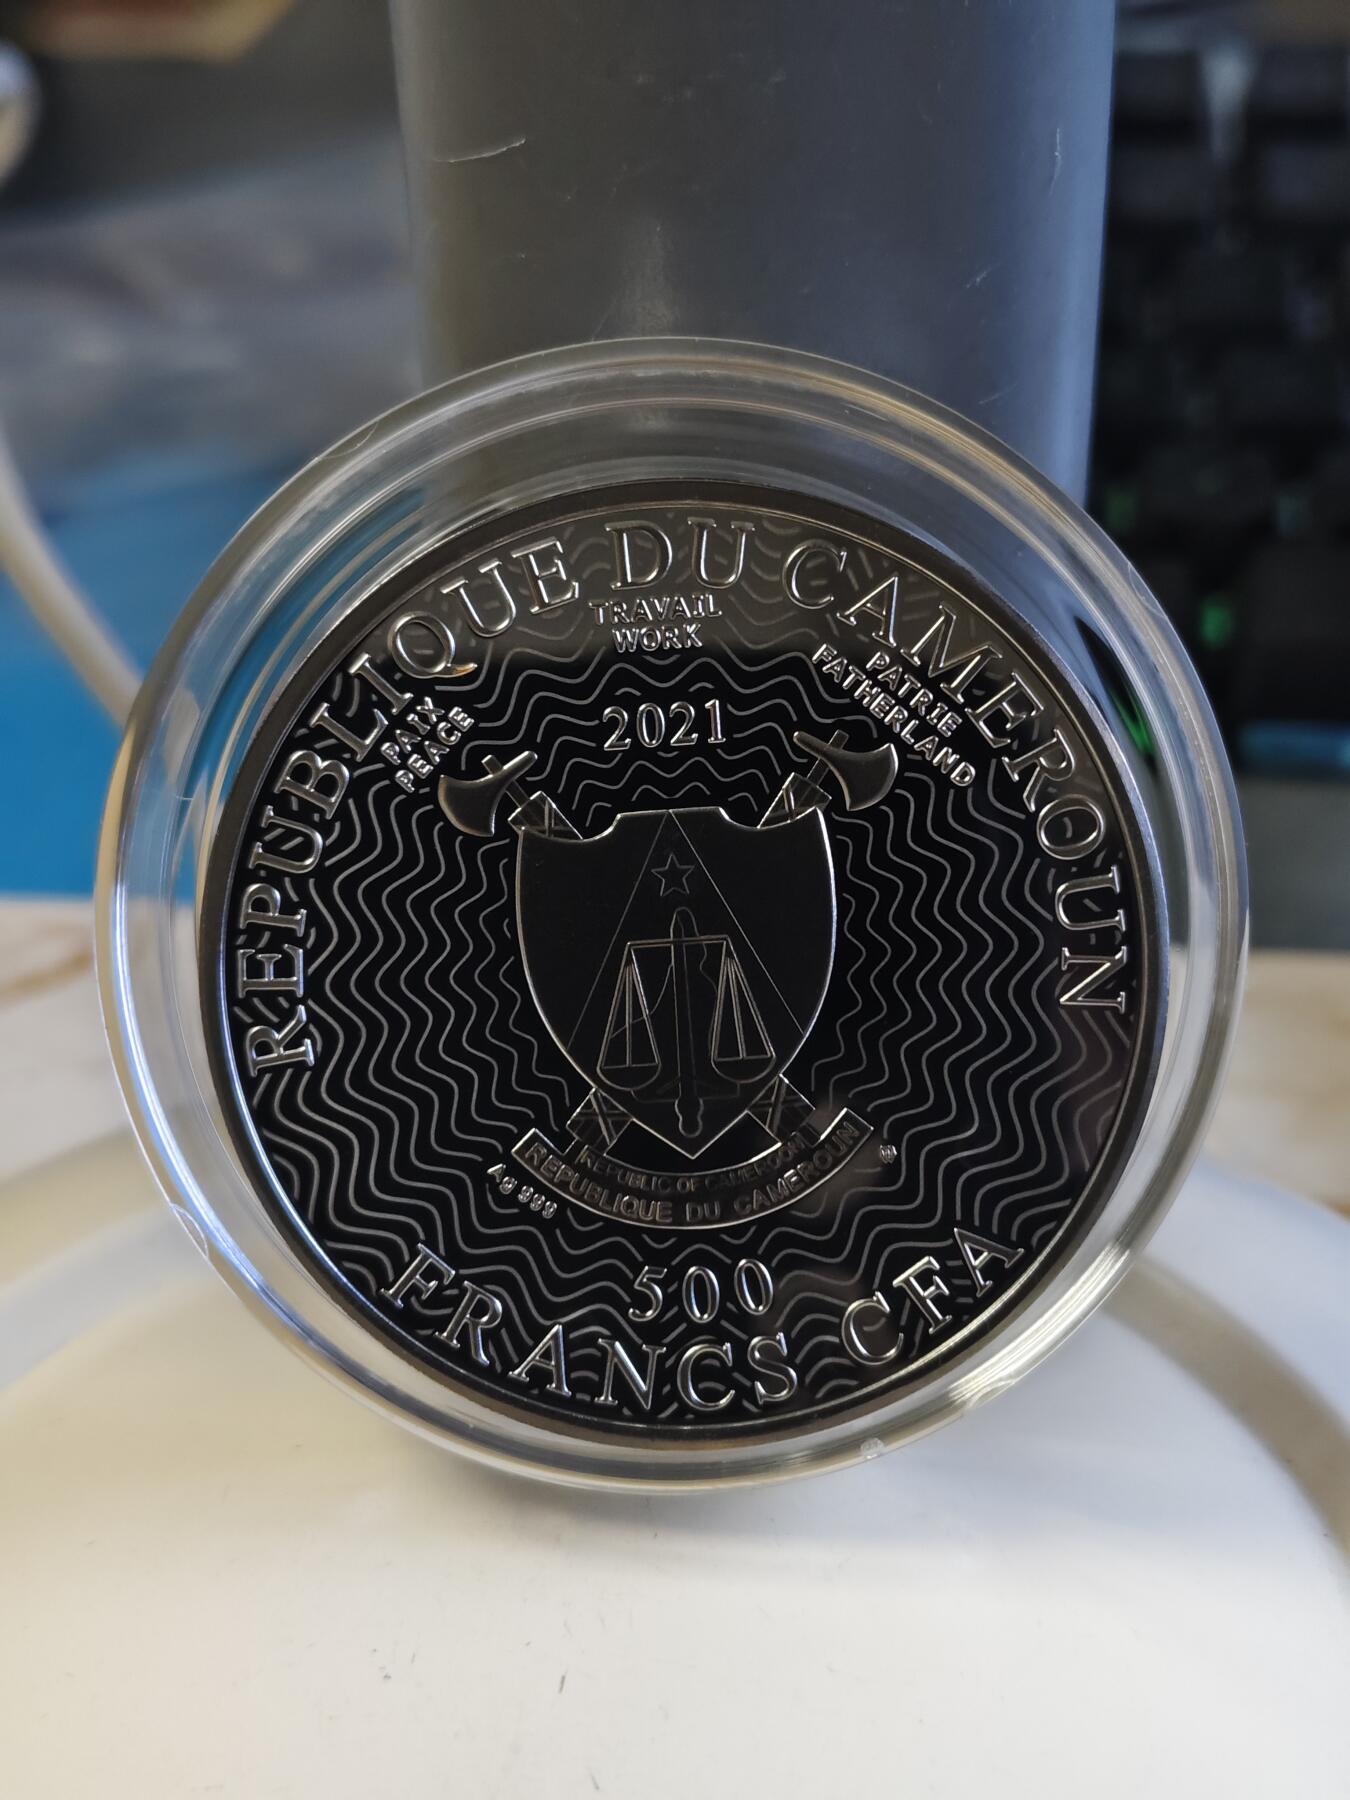 REPUBLIQUE DU CAMEROUN
TRAVAIL
WORK
PAIX
PEACE
PATRIE
FATHERLAND
2021
REPUBLIC OF CAMEROON
REPUBLIQUE DU CAMEROUN
Ag 999
500
FRANCS CFA